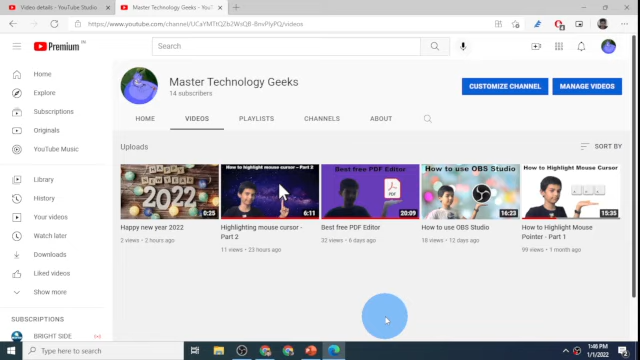 Video details - YouTube Studio
Master Technology Geeks - YouT
https://www.youtube.com/channel/UCaYMTCtQb2WsQ8-8nvPlyPQ/videos
Premium
Search
Home
Explore
Subscriptions
Originals
YouTube Music
Library
History
Your videos
Watch later
Downloads
Liked videos
Show more
SUBSCRIPTIONS
BRIGHT SIDE
Master Technology Geeks
14 subscribers
CUSTOMIZE CHANNEL
MANAGE VIDEOS
HOME
VIDEOS
PLAYLISTS
CHANNELS
ABOUT
Uploads
SORT BY
HAPPY
NEW YEAR
2022
0:25
Happy new year 2022
2 views • 2 hours ago
How to highlight mouse cursor - Part 2
6:11
Highlighting mouse cursor -
Part 2
11 views • 23 hours ago
Best free PDF Editor
PDF
20:09
Best free PDF Editor
32 views • 6 days ago
How to use OBS Studio
16:23
How to use OBS Studio
18 views • 12 days ago
How to Highlight Mouse Cursor
15:35
How to Highlight Mouse
Pointer - Part 1
99 views • 1 month ago
Type here to search
1:46 PM
1/1/2022